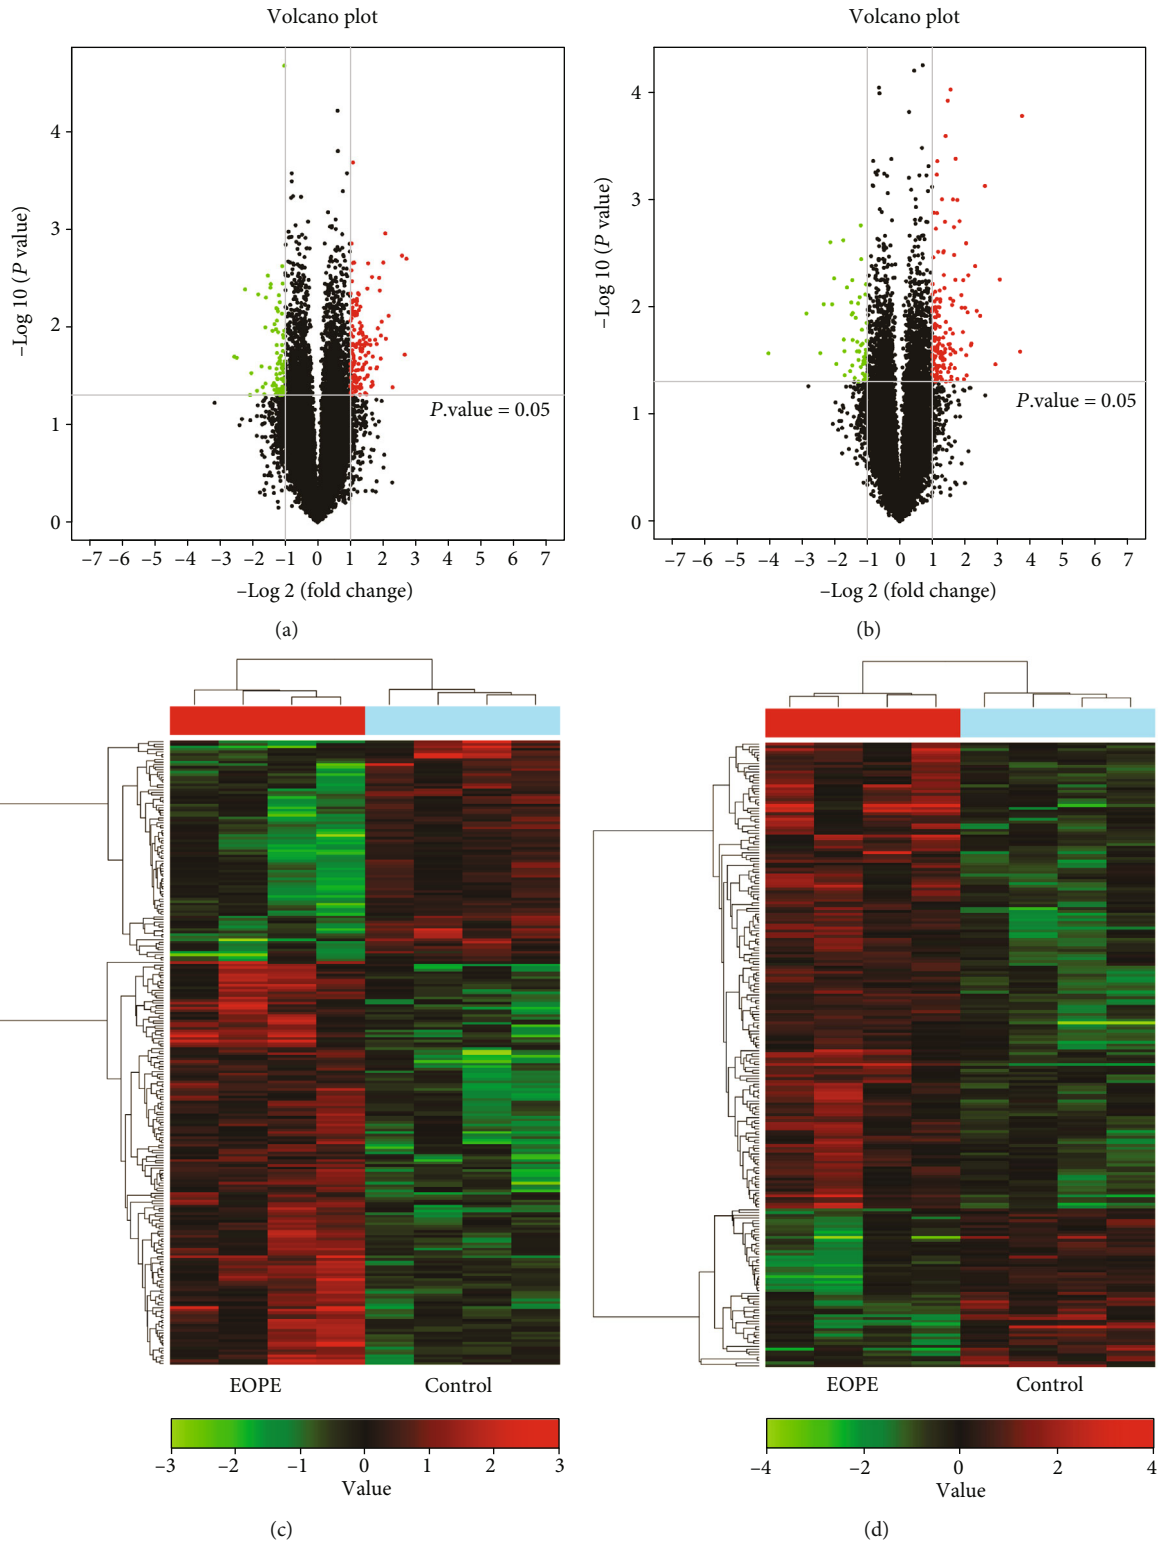 Volcano plot
4
3
2
1
0
–Log 10 (P value)
P.value = 0.05
–7 –6 –5 –4 –3 –2 –1 0 1 2 3 4 5 6 7
–Log 2 (fold change)
(a)
Volcano plot
4
3
2
1
0
–Log 10 (P value)
P.value = 0.05
–7 –6 –5 –4 –3 –2 –1 0 1 2 3 4 5 6 7
–Log 2 (fold change)
(b)
EOPE Control
–3 –2 –1 0 1 2 3
Value
(c)
EOPE Control
–4 –2 0 2 4
Value
(d)